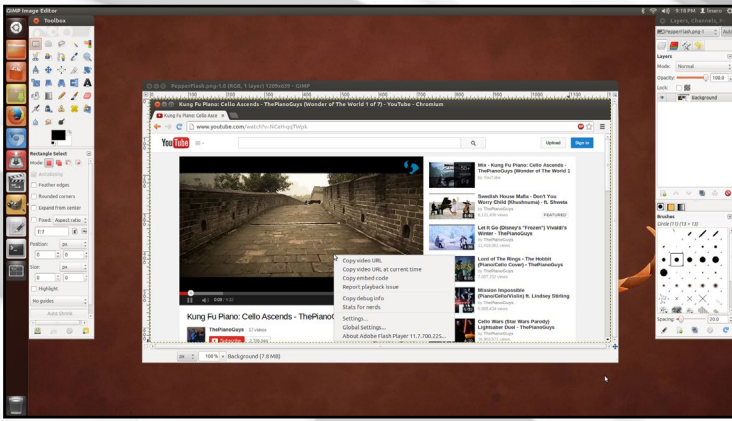 GIMP Image Editor
9:18 PM
Toolbox
Layers, Channels, P
PepperFlash.png-1
Auto
Layers
Mode: Normal
Opacity: 100.0
Lock:
Background
PepperFlash.png-1.0 (RGB, 1 layer) 1209x639 – GIMP
Kung Fu Piano: Cello Ascends - ThePianoGuys (Wonder of The World 1 of 7) - YouTube - Chromium
Kung Fu Piano: Cello Asce
YouTube
Upload
Sign in
Rectangle Select
Mode:
Antialiasing
Feather edges
Rounded corners
Expand from center
Fixed: Aspect ratio
1:1
Position: px
0 0
Size: px
0 0
Highlight
No guides
Auto Shrink
Mix - Kung Fu Piano: Cello Ascends -
ThePianoGuys (Wonder of The World 1
by YouTube
Swedish House Mafia - Don't You
Worry Child (Khushnuma) - ft. Shweta
by ThePianoGuys
FEATURED
Let It Go (Disney's "Frozen") Vivaldi's
Winter - ThePianoGuys
by ThePianoGuys
Lord of The Rings - The Hobbit
(Piano/Cello Cover) - ThePianoGuys
by ThePianoGuys
Mission Impossible
(Piano/Cello/Violin) ft. Lindsey Stirling
by ThePianoGuys
Cello Wars (Star Wars Parody)
Lightsaber Duel - ThePianoGuys
by ThePianoGuys
Copy video URL
Copy video URL at current time
Copy embed code
Report playback issue
Copy debug info
Stats for nerds
Settings...
Global Settings...
About Adobe Flash Player 11.7.700.225...
Kung Fu Piano: Cello Ascends - ThePianoG
ThePianoGuys
Subscribe
px
100 %
Background (7.8 MB)
Brushes
Circle (11) (13 × 13)
Spacing: 20.0